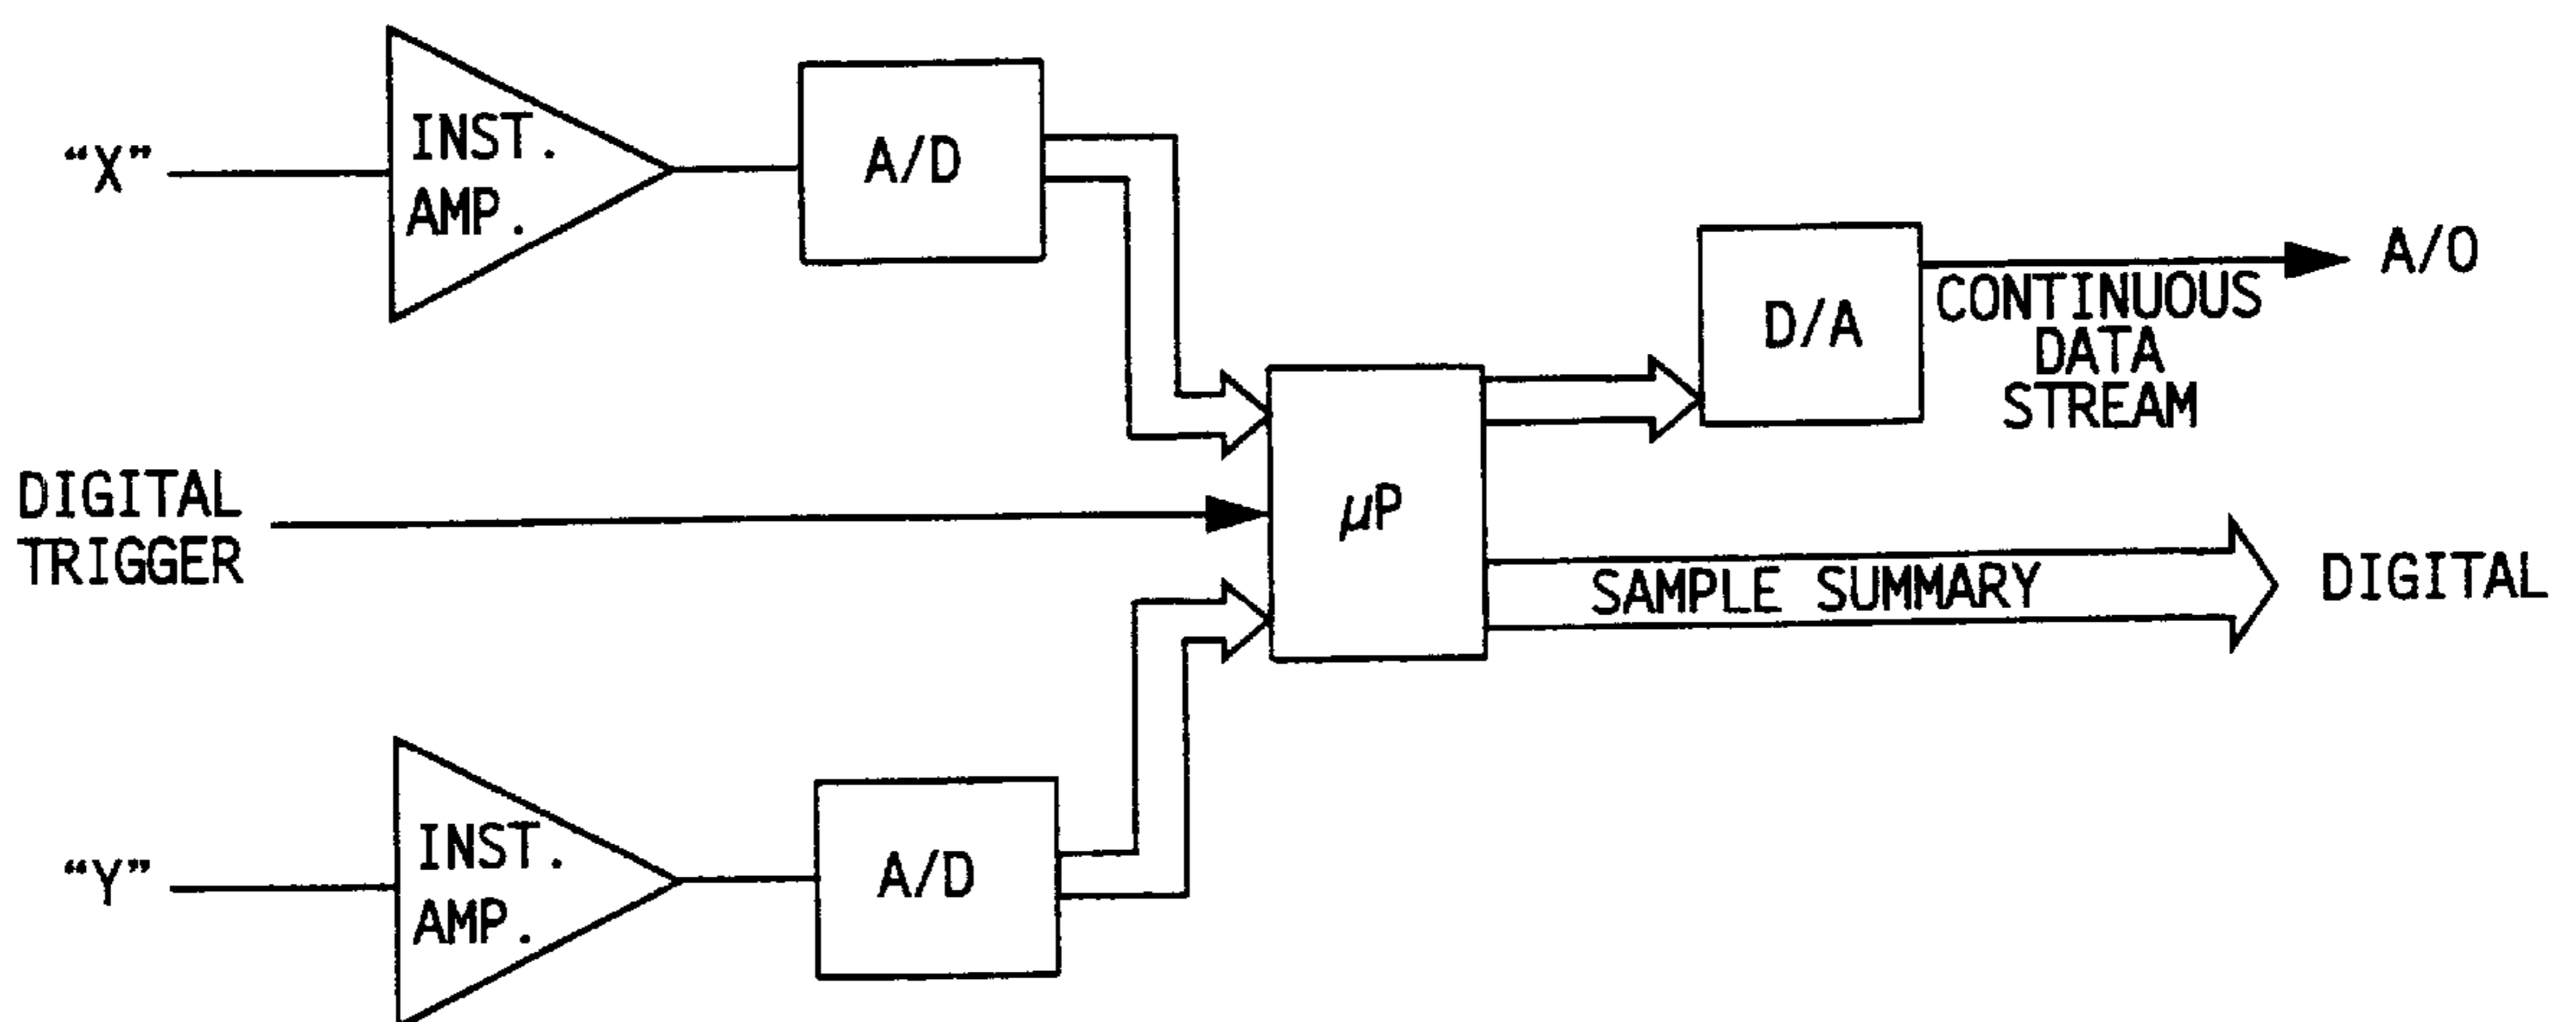 “X”
INST.
AMP.
A/D
D/A
A/O
CONTINUOUS
DATA
STREAM
DIGITAL
TRIGGER
µP
SAMPLE SUMMARY
DIGITAL
“Y”
INST.
AMP.
A/D